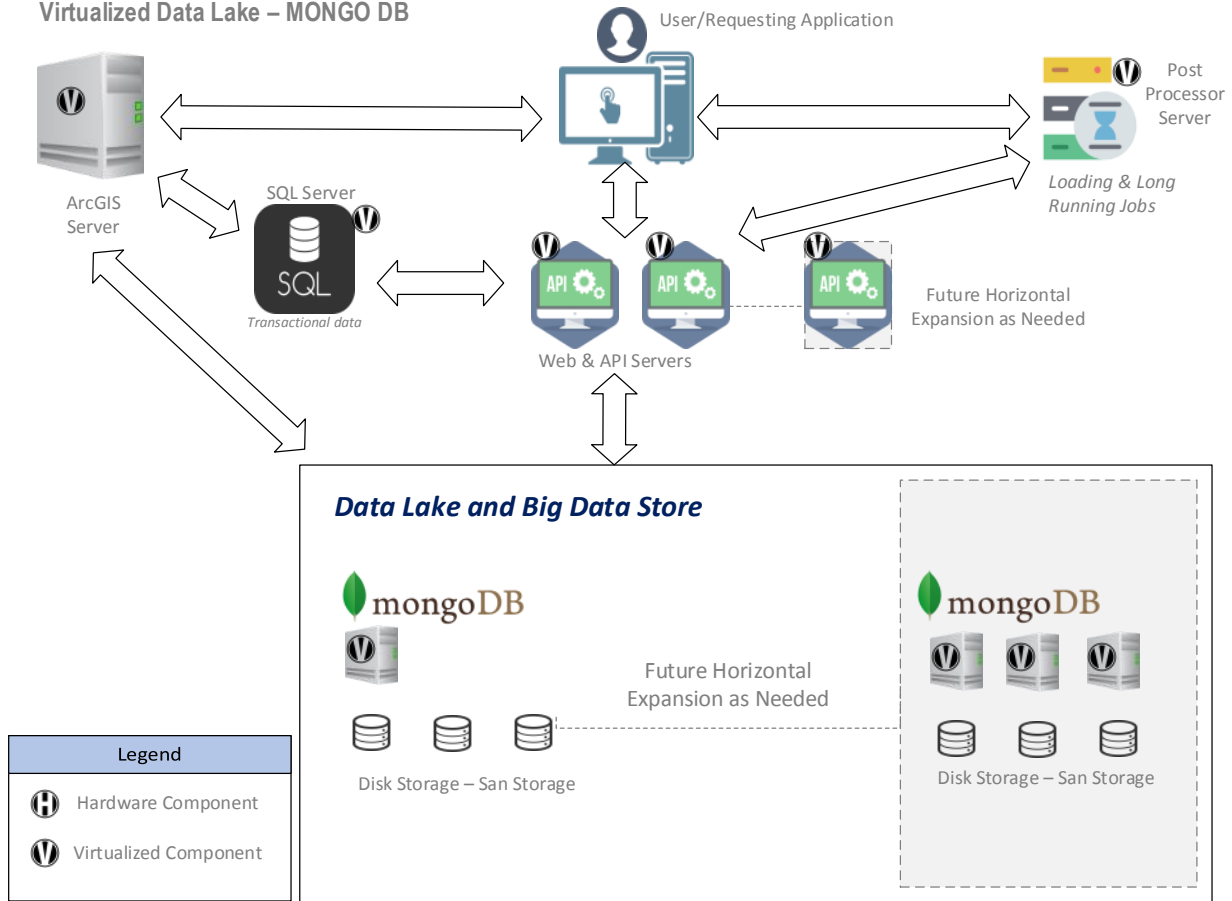 Virtualized Data Lake – MONGO DB
User/Requesting Application
V
V
Post
Processor
Server
Loading & Long
Running Jobs
ArcGIS
Server
SQL Server
V
SQL
Transactional data
V
API
V
API
V
API
Future Horizontal
Expansion as Needed
Web & API Servers
Data Lake and Big Data Store
mongoDB
V
Future Horizontal
Expansion as Needed
Disk Storage – San Storage
mongoDB
V
V
V
Disk Storage – San Storage
Legend
H Hardware Component
V Virtualized Component